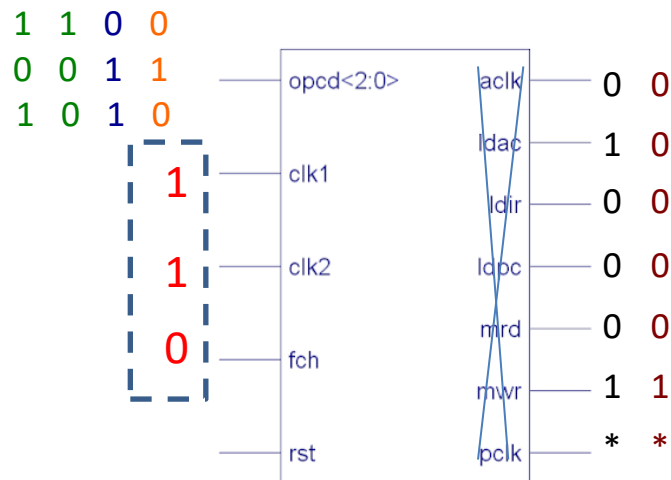 1 1 0 0
0 0 1 1
1 0 1 0
opcd<2:0> aclk 0 0
1 clk1 ldac 1 0
ldir 0 0
1 clk2 ldpc 0 0
0 fch mrd 0 0
mwr 1 1
rst pclk * *